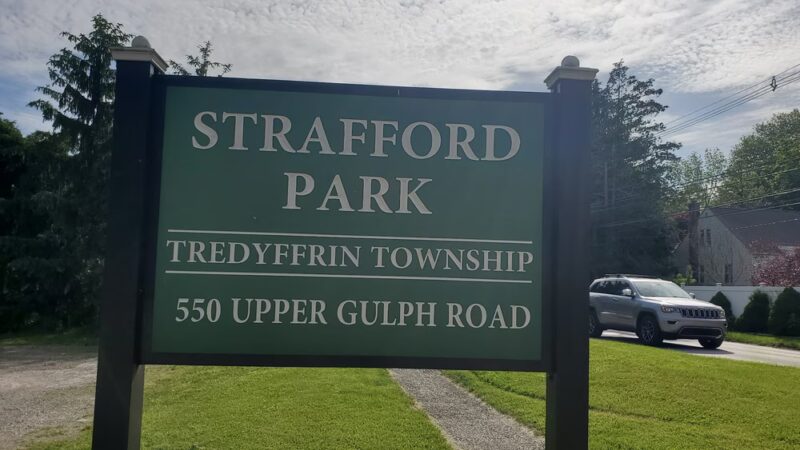 STRAFFORD
PARK
TREDYFFRIN TOWNSHIP
550 UPPER GULPH ROAD